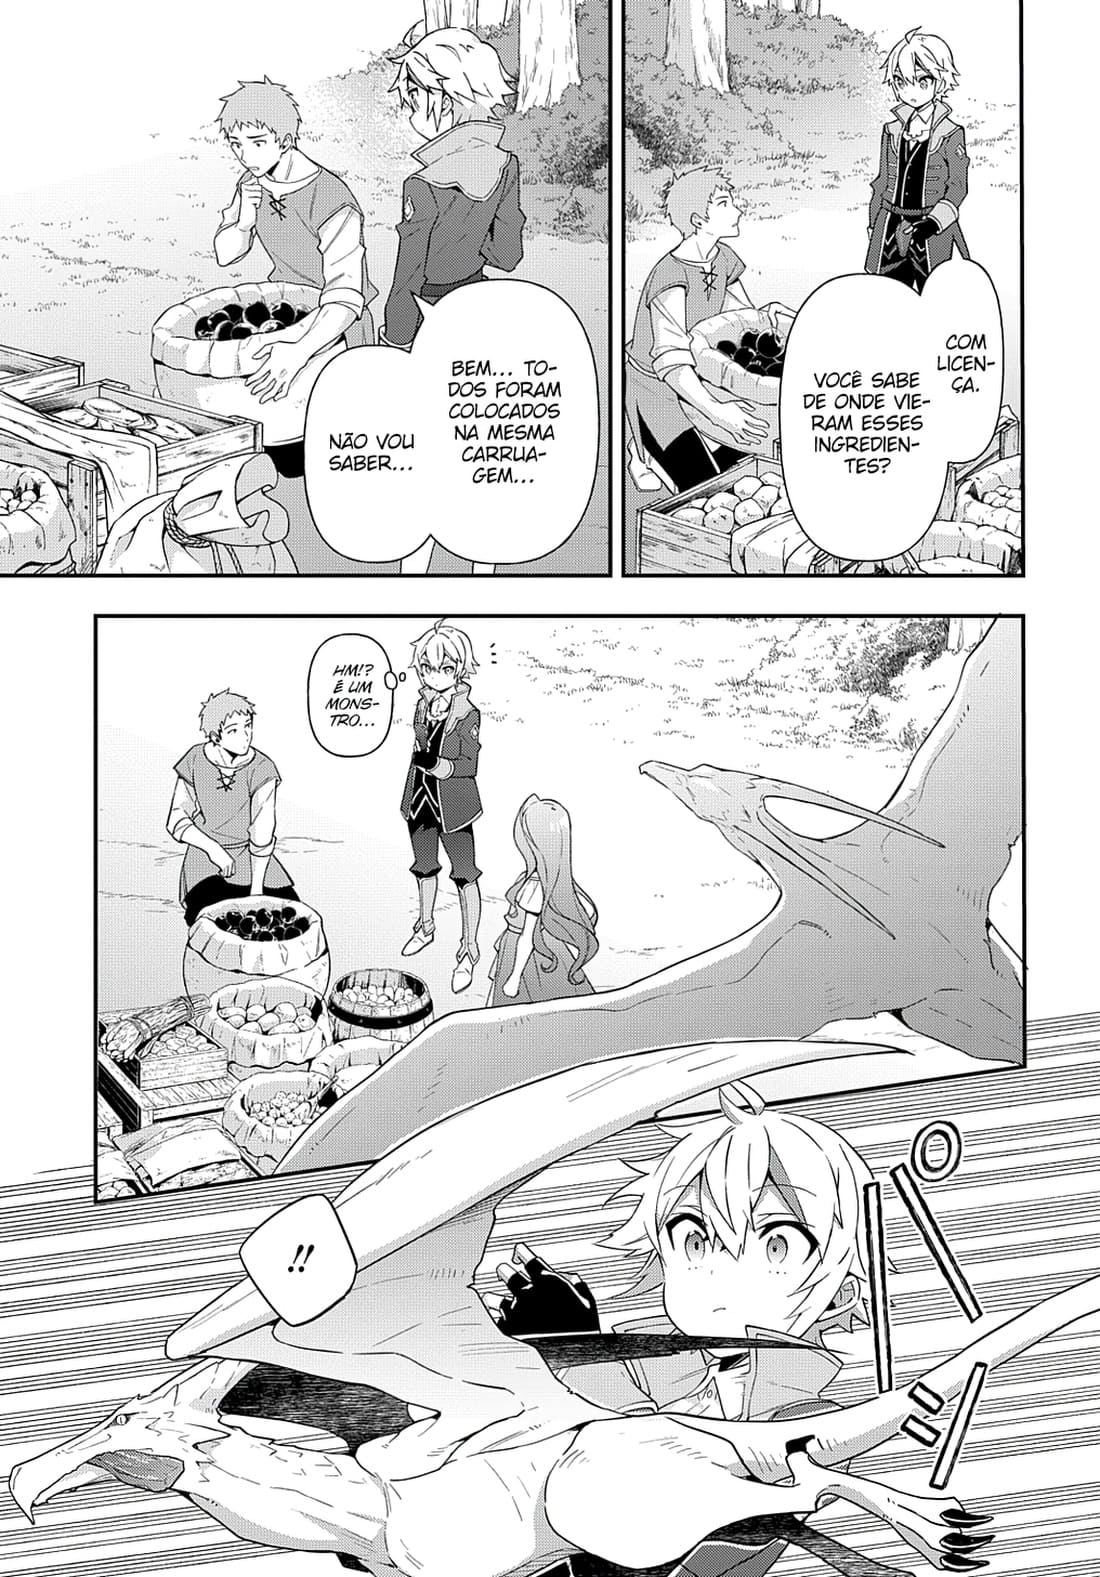 COM
LICEN-
ÇA.
VOCÊ SABE
DE ONDE VIE-
RAM ESSES
INGREDIEN-
TES?
BEM... TO-
DOS FORAM
COLOCADOS
NA MESMA
CARRUA-
GEM...
NÃO VOU
SABER...
HM!?
É UM
MONS-
TRO...
!!